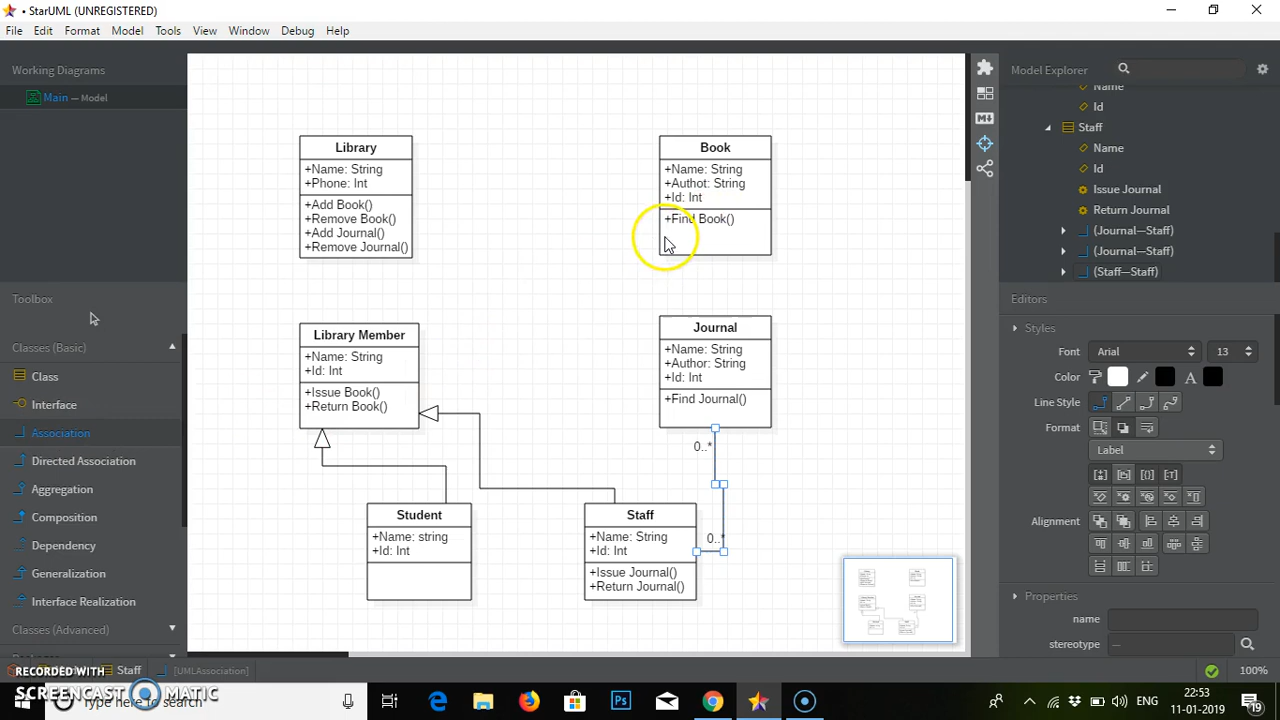 StarUML (UNREGISTERED)
File Edit Format Model Tools View Window Debug Help
Working Diagrams
Main — Model
Toolbox
Classes (Basic)
Class
Interface
Association
Directed Association
Aggregation
Composition
Dependency
Generalization
Interface Realization
Classes (Advanced)
Library
+Name: String
+Phone: Int
+Add Book()
+Remove Book()
+Add Journal()
+Remove Journal()
Book
+Name: String
+Authot: String
+Id: Int
+Find Book()
Library Member
+Name: String
+Id: Int
+Issue Book()
+Return Book()
Journal
+Name: String
+Author: String
+Id: Int
+Find Journal()
0..*
0..*
Student
+Name: string
+Id: Int
Staff
+Name: String
+Id: Int
+Issue Journal()
+Return Journal()
Model Explorer
Name
Id
Staff
Name
Id
Issue Journal
Return Journal
(Journal—Staff)
(Journal—Staff)
(Staff—Staff)
Editors
Styles
Font Arial 13
Color A
Line Style
Format
Label
Alignment
Properties
name
stereotype —
Staff [UMLAssociation] 100%
RECORDED WITH
SCREENCAST MATIC
Type here to search
Ps
ENG
22:53
11-01-2019
19